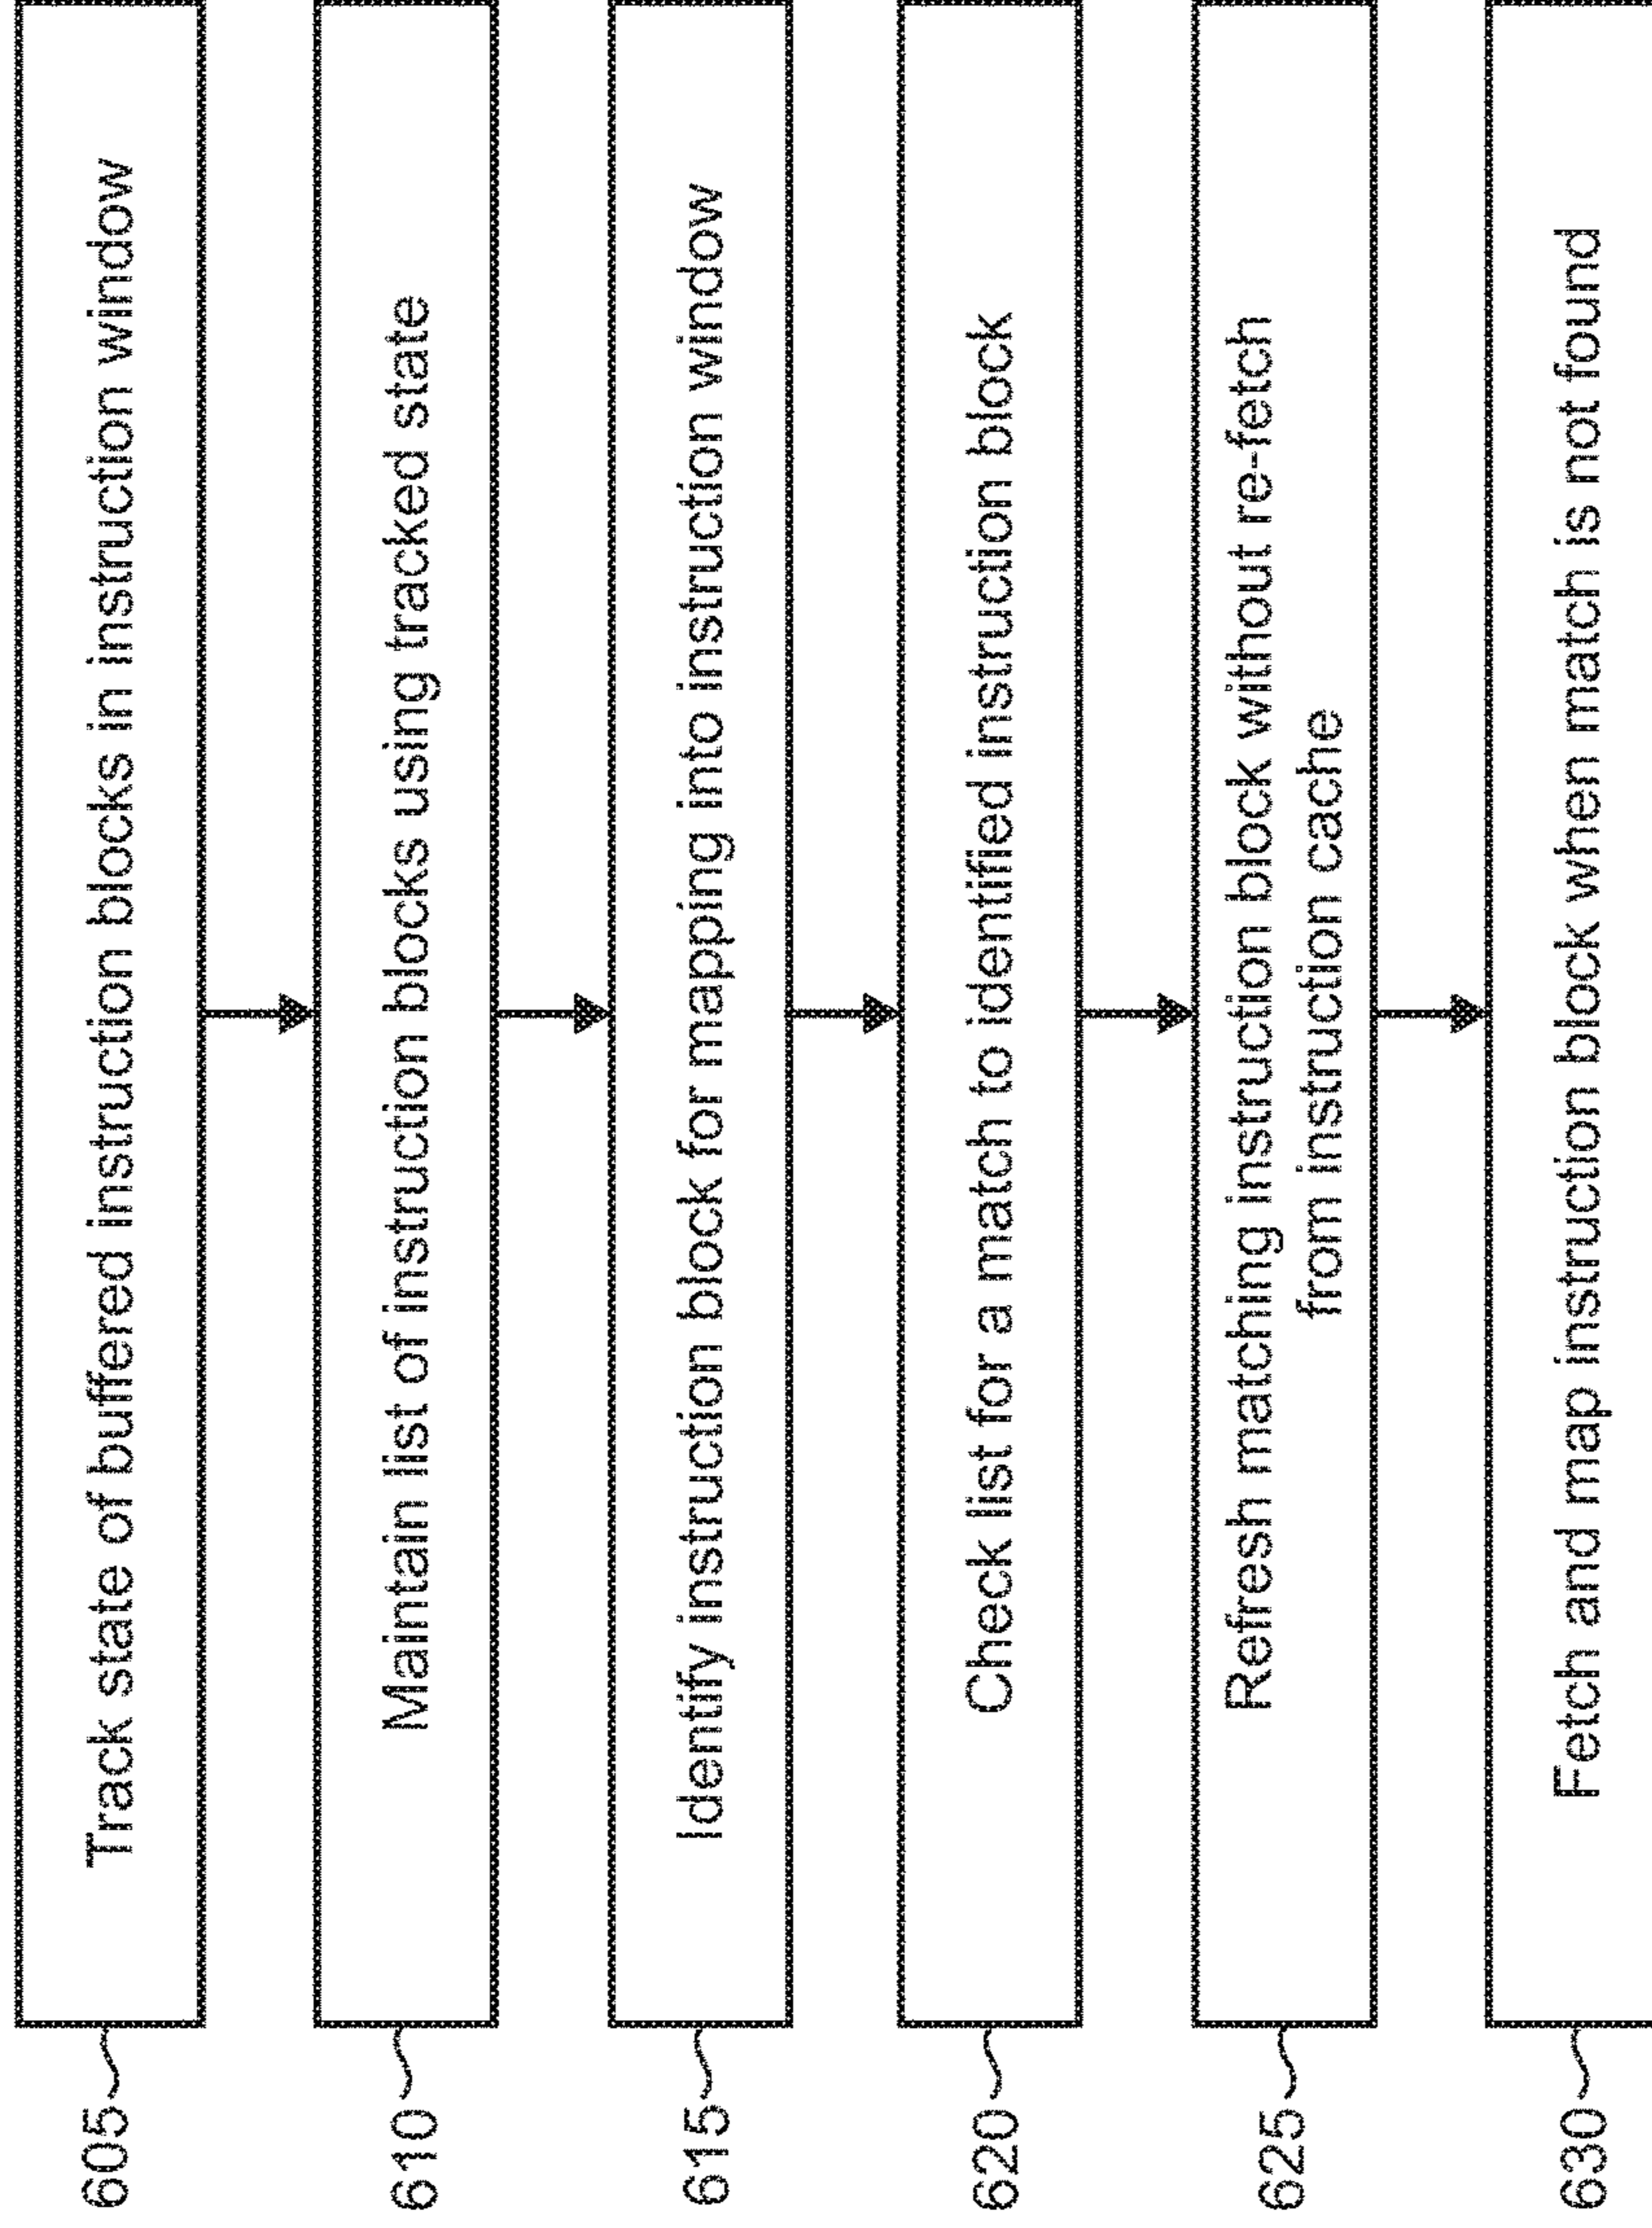 605
Track state of buffered instruction blocks in instruction window
610
Maintain list of instruction blocks using tracked state
615
Identify instruction block for mapping into instruction window
620
Check list for a match to identified instruction block
625
Refresh matching instruction block without re-fetch
from instruction cache
630
Fetch and map instruction block when match is not found